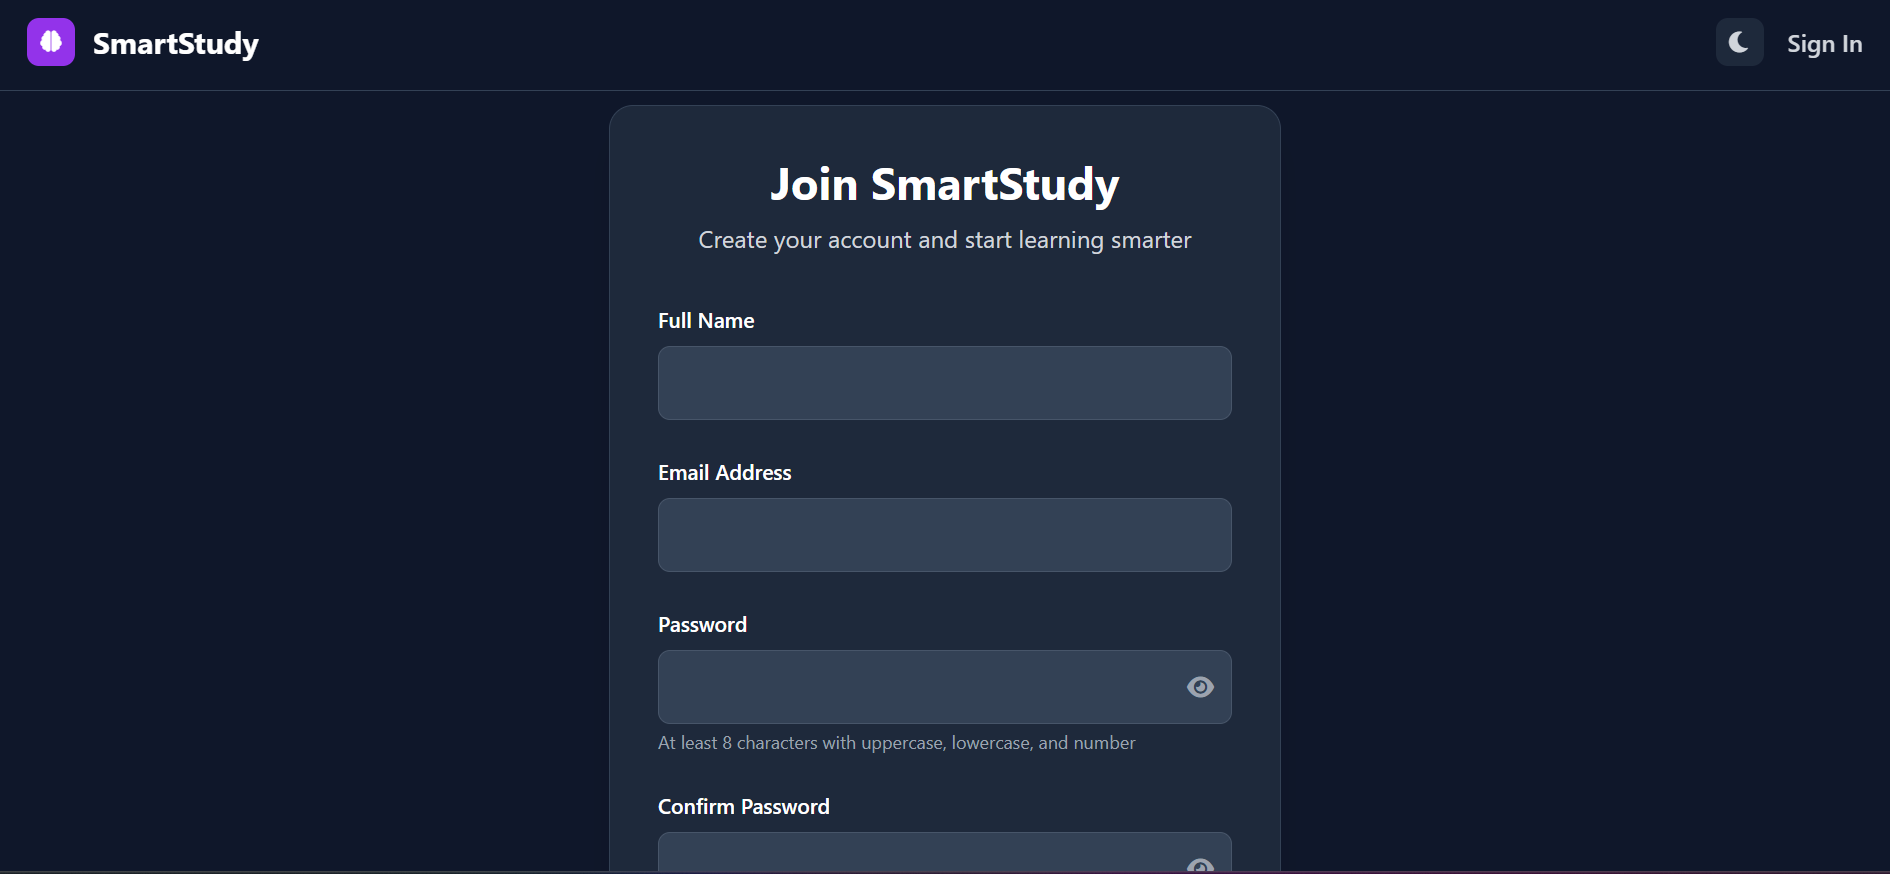 SmartStudy
Sign In
Join SmartStudy
Create your account and start learning smarter
Full Name
Email Address
Password
At least 8 characters with uppercase, lowercase, and number
Confirm Password